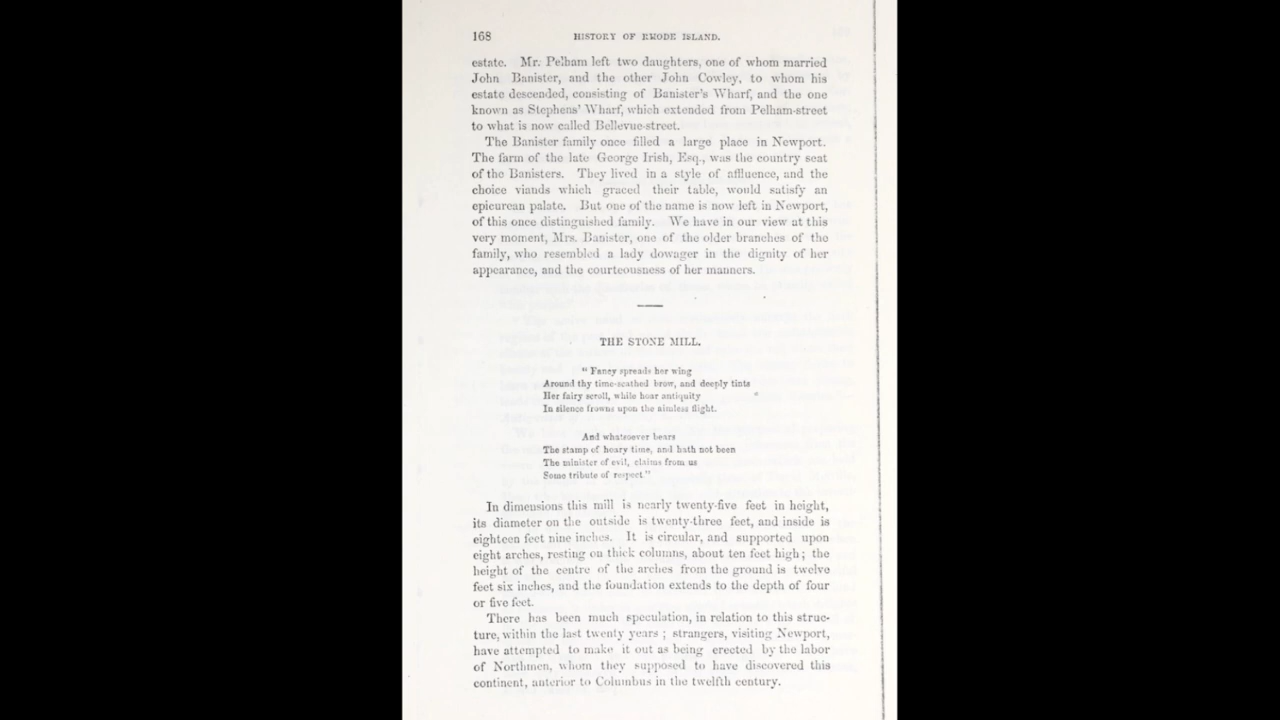 168 HISTORY OF RHODE ISLAND.
estate. Mr. Pelham left two daughters, one of whom married
John Banister, and the other John Cowley, to whom his
estate descended, consisting of Banister's Wharf, and the one
known as Stephens' Wharf, which extended from Pelham-street
to what is now called Bellevue-street.
The Banister family once filled a large place in Newport.
The farm of the late George Irish, Esq., was the country seat
of the Banisters. They lived in a style of affluence, and the
choice viands which graced their table, would satisfy an
epicurean palate. But one of the name is now left in Newport,
of this once distinguished family. We have in our view at this
very moment, Mrs. Banister, one of the older branches of the
family, who resembled a lady dowager in the dignity of her
appearance, and the courteousness of her manners.
THE STONE MILL.
" Fancy spreads her wing
Around thy time-scathed brow, and deeply tints
Her fairy scroll, while hoar antiquity
In silence frowns upon the aimless flight.
And whatsoever bears
The stamp of hoary time, and hath not been
The minister of evil, claims from us
Some tribute of respect."
In dimensions this mill is nearly twenty-five feet in height,
its diameter on the outside is twenty-three feet, and inside is
eighteen feet nine inches. It is circular, and supported upon
eight arches, resting on thick columns, about ten feet high; the
height of the centre of the arches from the ground is twelve
feet six inches, and the foundation extends to the depth of four
or five feet.
There has been much speculation, in relation to this struc-
ture, within the last twenty years ; strangers, visiting Newport,
have attempted to make it out as being erected by the labor
of Northmen, whom they supposed to have discovered this
continent, anterior to Columbus in the twelfth century.